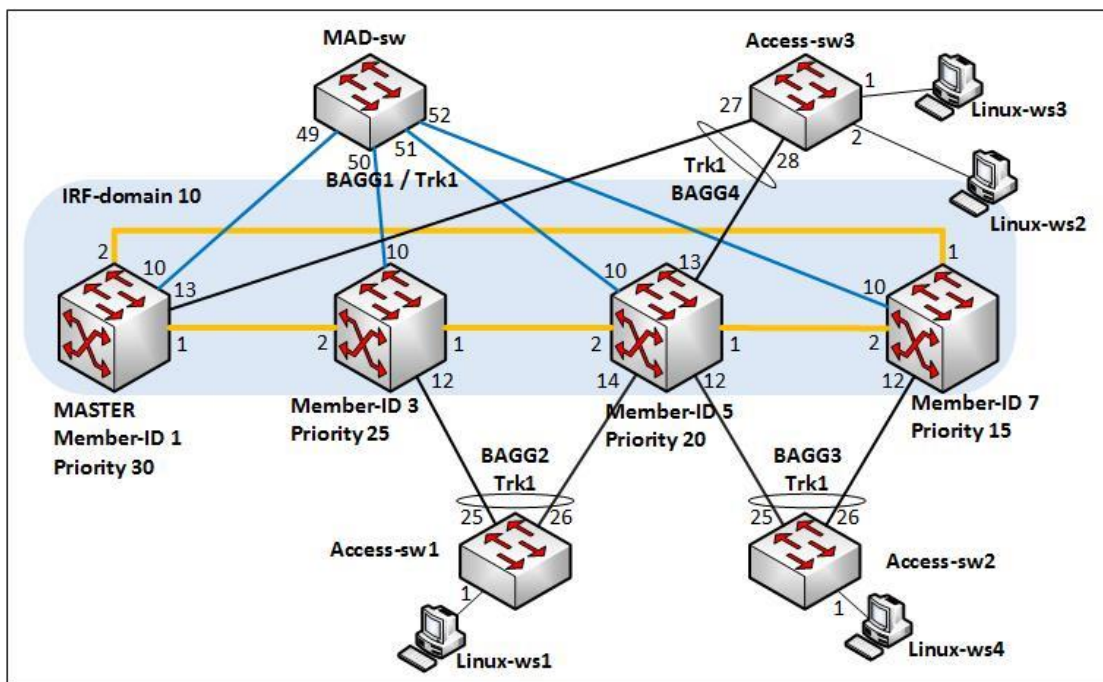 MAD-sw
Access-sw3
1
Linux-ws3
27
52
49
51
50
2
28
BAGG1 / Trk1
Trk1
BAGG4
IRF-domain 10
Linux-ws2
2
10
13
10
10
13
1
10
1
2
1
2
1
2
12
14
12
12
MASTER
Member-ID 1
Priority 30
Member-ID 3
Priority 25
Member-ID 5
Priority 20
Member-ID 7
Priority 15
BAGG2
Trk1
BAGG3
Trk1
25
26
25
26
Access-sw1
Access-sw2
1
1
Linux-ws1
Linux-ws4